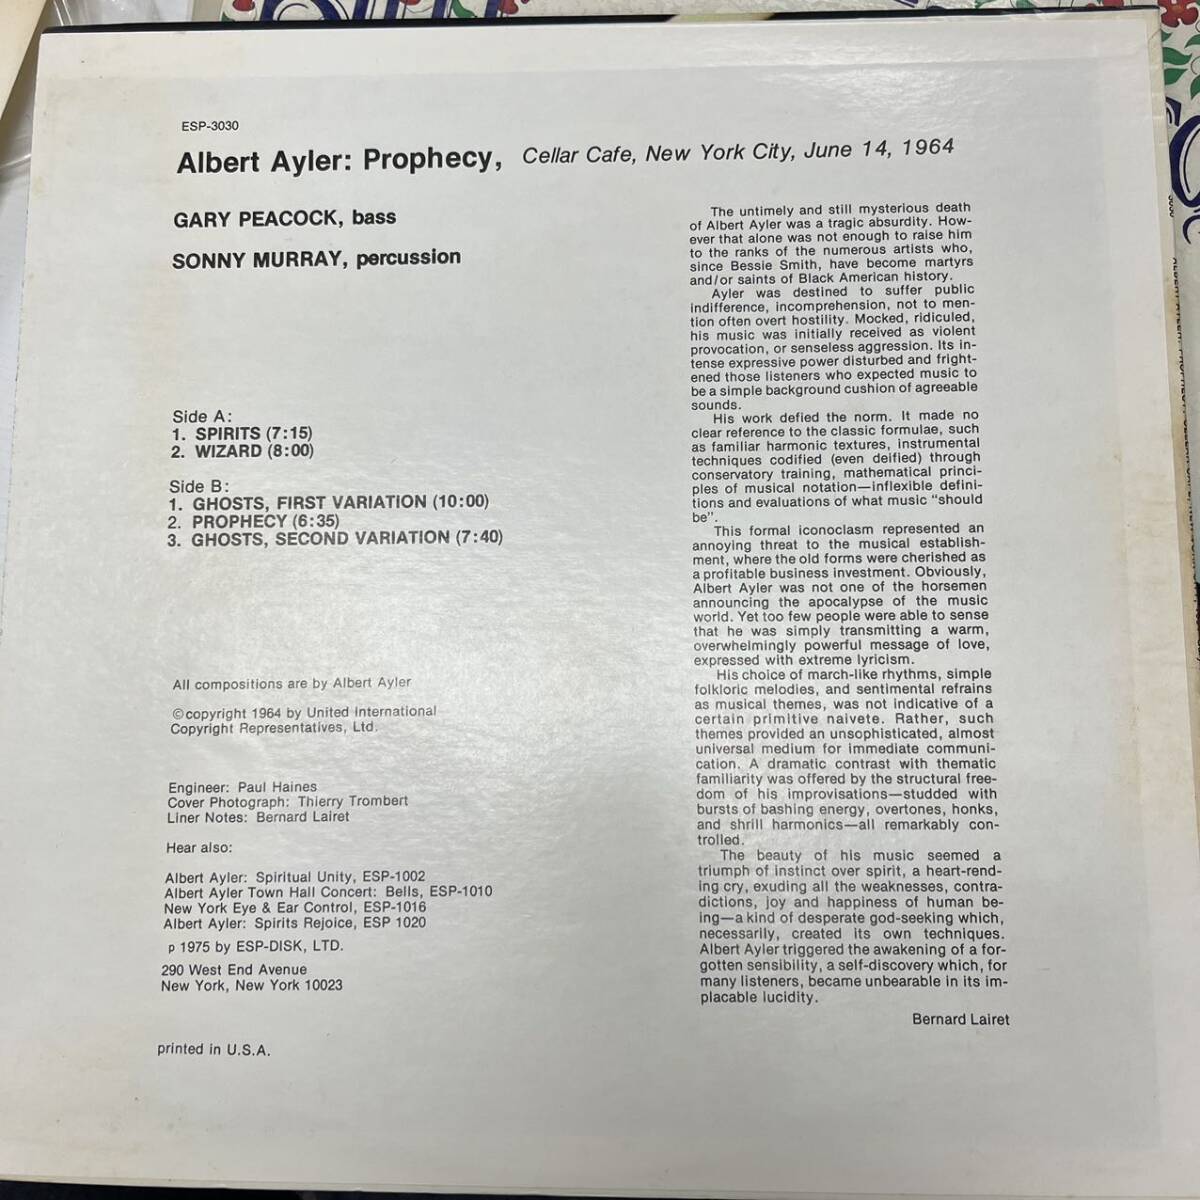 ESP-3030
Albert Ayler: Prophecy, Cellar Cafe, New York City, June 14, 1964
GARY PEACOCK, bass
SONNY MURRAY, percussion
Side A:
1. SPIRITS (7:15)
2. WIZARD (8:00)
Side B:
1. GHOSTS, FIRST VARIATION (10:00)
2. PROPHECY (6:35)
3. GHOSTS, SECOND VARIATION (7:40)
All compositions are by Albert Ayler
©copyright 1964 by United International
Copyright Representatives, Ltd.
Engineer: Paul Haines
Cover Photograph: Thierry Trombert
Liner Notes: Bernard Lairet
Hear also:
Albert Ayler: Spiritual Unity, ESP-1002
Albert Ayler Town Hall Concert: Bells, ESP-1010
New York Eye & Ear Control, ESP-1016
Albert Ayler: Spirits Rejoice, ESP 1020
p 1975 by ESP-DISK, LTD.
290 West End Avenue
New York, New York 10023
printed in U.S.A.
The untimely and still mysterious death
of Albert Ayler was a tragic absurdity. How-
ever that alone was not enough to raise him
to the ranks of the numerous artists who,
since Bessie Smith, have become martyrs
and/or saints of Black American history.
Ayler was destined to suffer public
indifference, incomprehension, not to men-
tion often overt hostility. Mocked, ridiculed,
his music was initially received as violent
provocation, or senseless aggression. Its in-
tense expressive power disturbed and fright-
ened those listeners who expected music to
be a simple background cushion of agreeable
sounds.
His work defied the norm. It made no
clear reference to the classic formulae, such
as familiar harmonic textures, instrumental
techniques codified (even deified) through
conservatory training, mathematical princi-
ples of musical notation—inflexible defini-
tions and evaluations of what music "should
be".
This formal iconoclasm represented an
annoying threat to the musical establish-
ment, where the old forms were cherished as
a profitable business investment. Obviously,
Albert Ayler was not one of the horsemen
announcing the apocalypse of the music
world. Yet too few people were able to sense
that he was simply transmitting a warm,
overwhelmingly powerful message of love,
expressed with extreme lyricism.
His choice of march-like rhythms, simple
folkloric melodies, and sentimental refrains
as musical themes, was not indicative of a
certain primitive naivete. Rather, such
themes provided an unsophisticated, almost
universal medium for immediate communi-
cation. A dramatic contrast with thematic
familiarity was offered by the structural free-
dom of his improvisations—studded with
bursts of bashing energy, overtones, honks,
and shrill harmonics—all remarkably con-
trolled.
The beauty of his music seemed a
triumph of instinct over spirit, a heart-rend-
ing cry, exuding all the weaknesses, contra-
dictions, joy and happiness of human be-
ing—a kind of desperate god-seeking which,
necessarily, created its own techniques.
Albert Ayler triggered the awakening of a for-
gotten sensibility, a self-discovery which, for
many listeners, became unbearable in its im-
placable lucidity.
Bernard Lairet